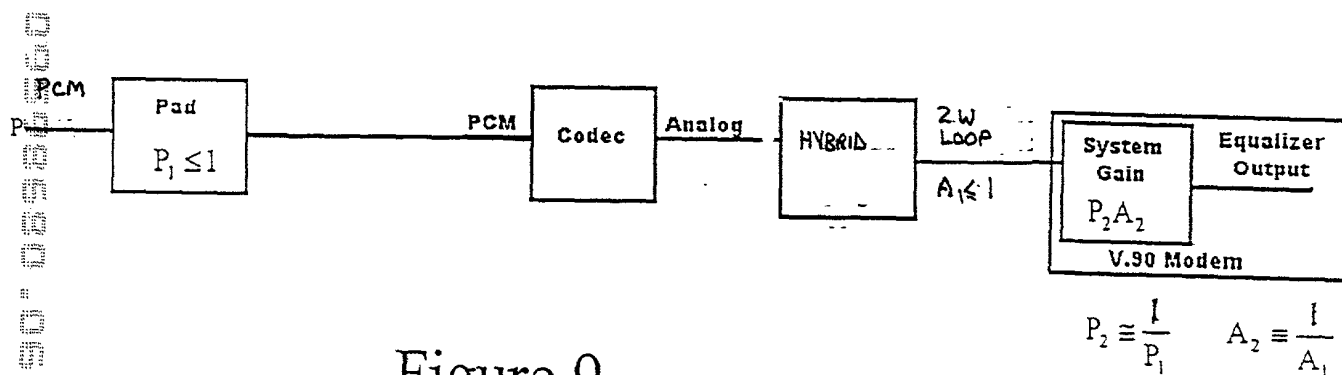 PCM
P
Pad
P₁ ≤ 1
PCM
Codec
Analog
HYBRID
2W
LOOP
A₁ ≤ 1
System
Gain
P₂A₂
Equalizer
Output
V.90 Modem
P₂ ≅ 1/P₁
A₂ ≡ 1/A₁
Figure 9